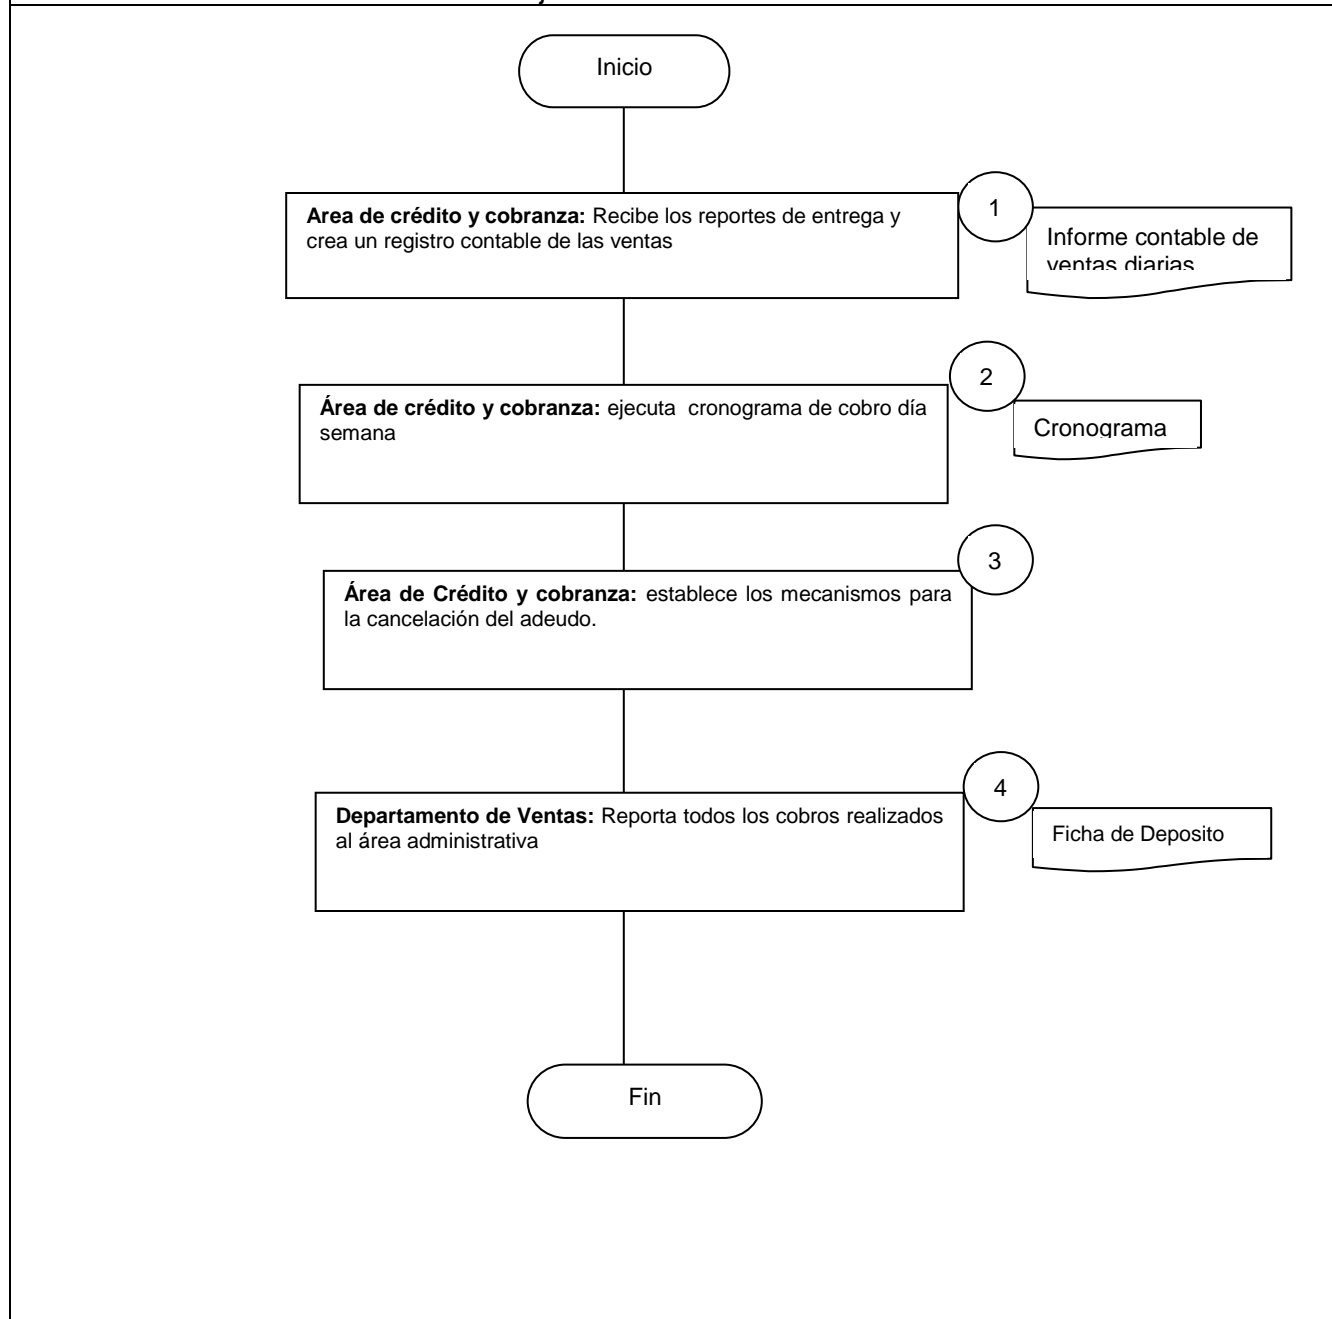 Inicio
1
Area de crédito y cobranza: Recibe los reportes de entrega y
crea un registro contable de las ventas
Informe contable de
ventas diarias
2
Área de crédito y cobranza: ejecuta  cronograma de cobro día
semana
Cronograma
3
Área de Crédito y cobranza: establece los mecanismos para
la cancelación del adeudo.
4
Departamento de Ventas: Reporta todos los cobros realizados
al área administrativa
Ficha de Deposito
Fin